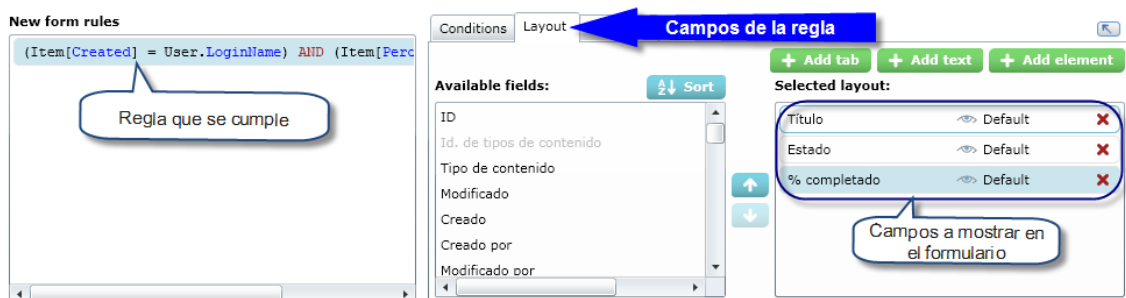 New form rules
(Item[Created] = User.LoginName) AND (Item[Perc
Regla que se cumple
Conditions
Layout
Campos de la regla
+ Add tab
+ Add text
+ Add element
Available fields:
Sort
Selected layout:
ID
Id. de tipos de contenido
Tipo de contenido
Modificado
Creado
Creado por
Modificado por
Título Default
Estado Default
% completado Default
Campos a mostrar en
el formulario